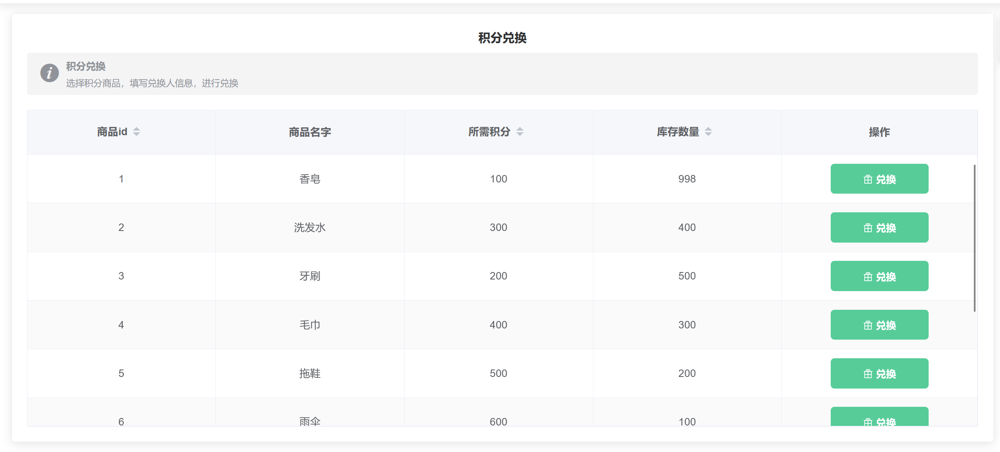 积分兑换
积分兑换
选择积分商品，填写兑换人信息，进行兑换
商品id 商品名字 所需积分 库存数量 操作
1 香皂 100 998 兑换
2 洗发水 300 400 兑换
3 牙刷 200 500 兑换
4 毛巾 400 300 兑换
5 拖鞋 500 200 兑换
6 雨伞 600 100 兑换